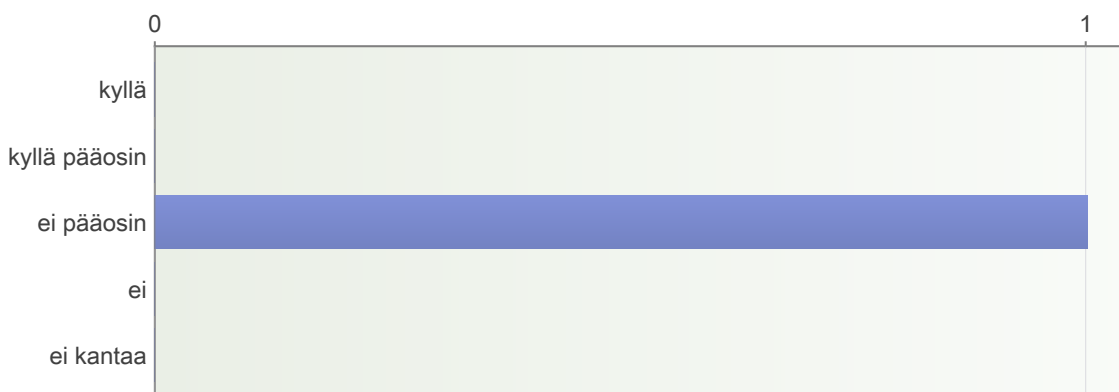 0 1
kyllä
kyllä pääosin
ei pääosin
ei
ei kantaa